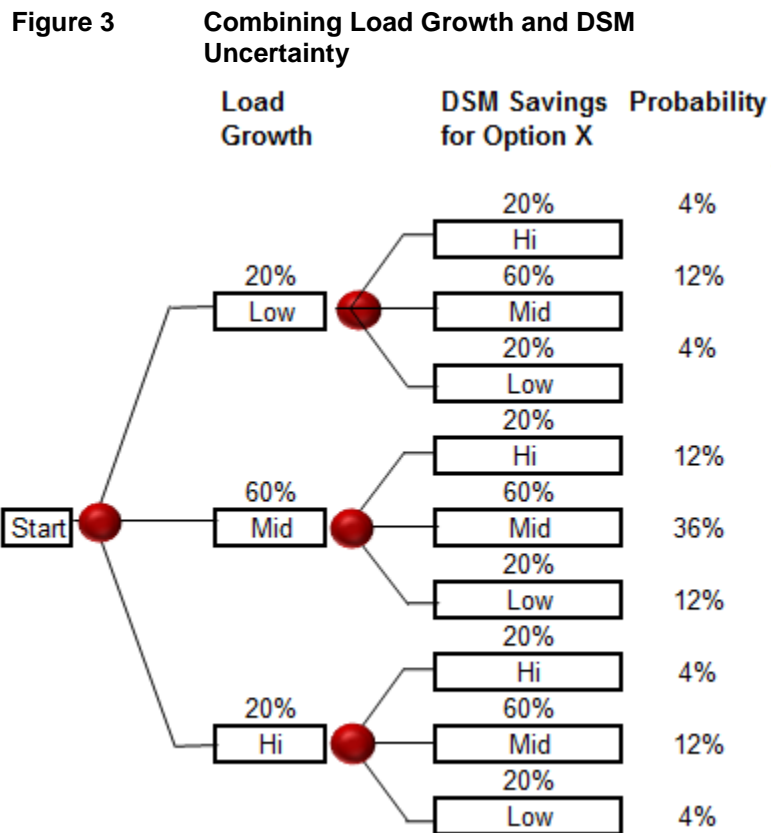 Figure 3 Combining Load Growth and DSM
Uncertainty
Load DSM Savings Probability
Growth for Option X
20% 4%
Hi
20% 60% 12%
Low Mid
20% 4%
Low
20%
Hi 12%
60% 60%
Start Mid Mid 36%
20%
Low 12%
20%
Hi 4%
20% 60%
Hi Mid 12%
20%
Low 4%